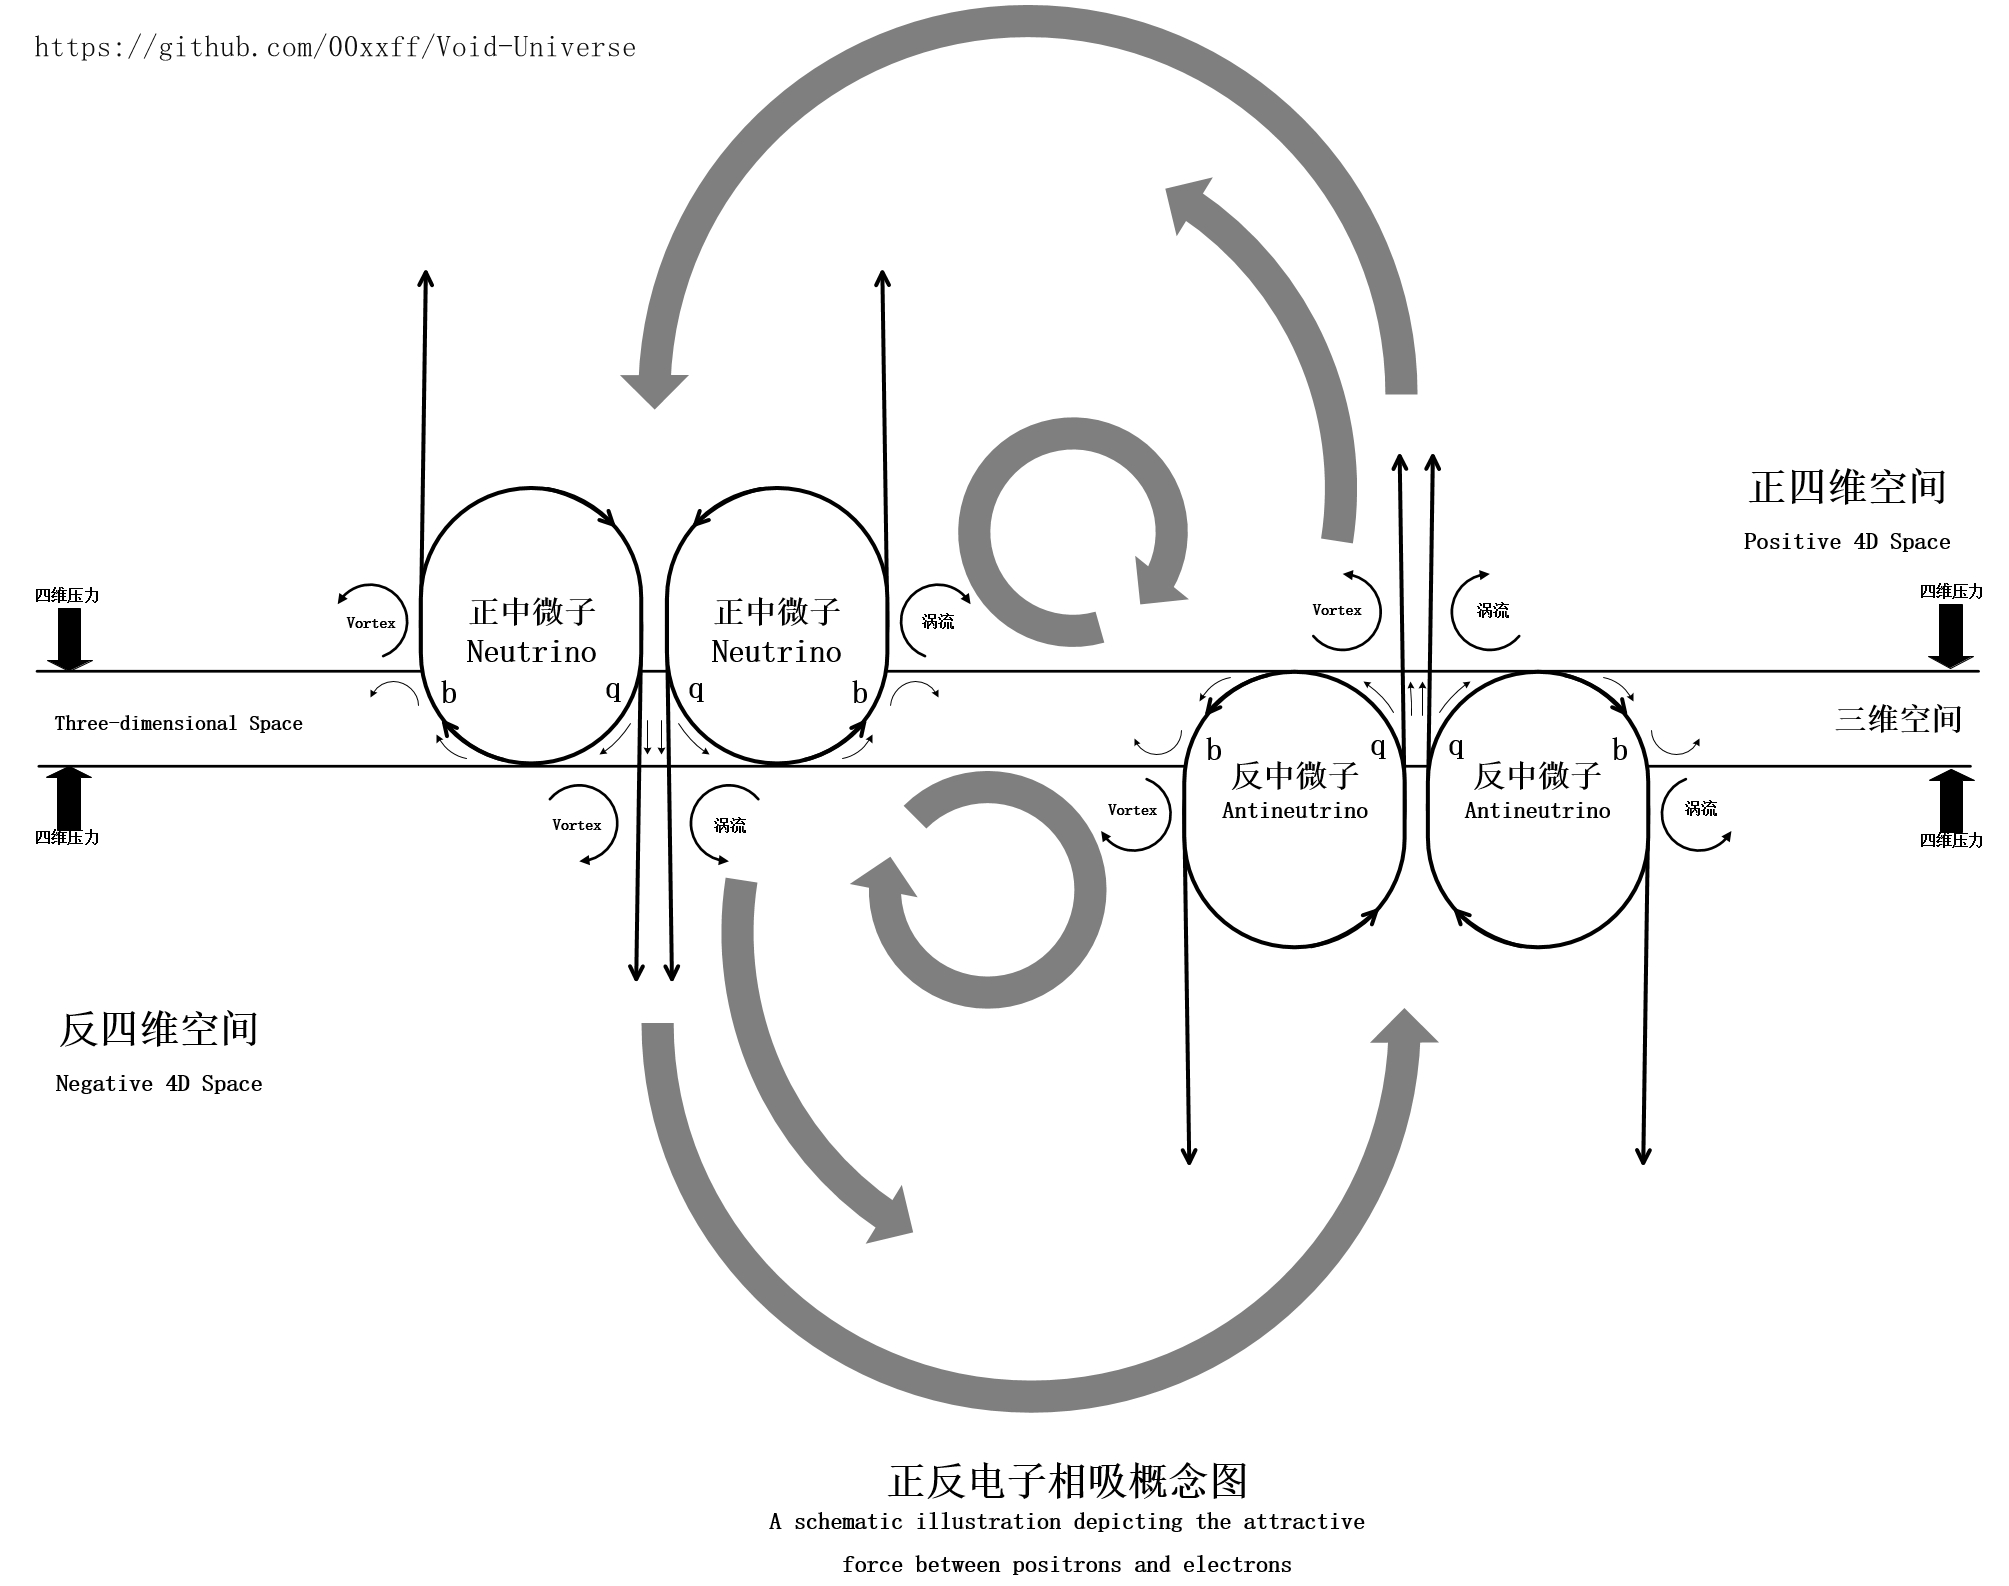 https://github.com/00xxff/Void-Universe
正四维空间
Positive 4D Space
四维压力
四维压力
正中微子
Neutrino
正中微子
Neutrino
Vortex
涡流
Vortex
涡流
b
q
q
b
Three-dimensional Space
三维空间
b
q
q
b
反中微子
Antineutrino
反中微子
Antineutrino
Vortex
涡流
Vortex
涡流
四维压力
四维压力
反四维空间
Negative 4D Space
正反电子相吸概念图
A schematic illustration depicting the attractive
force between positrons and electrons